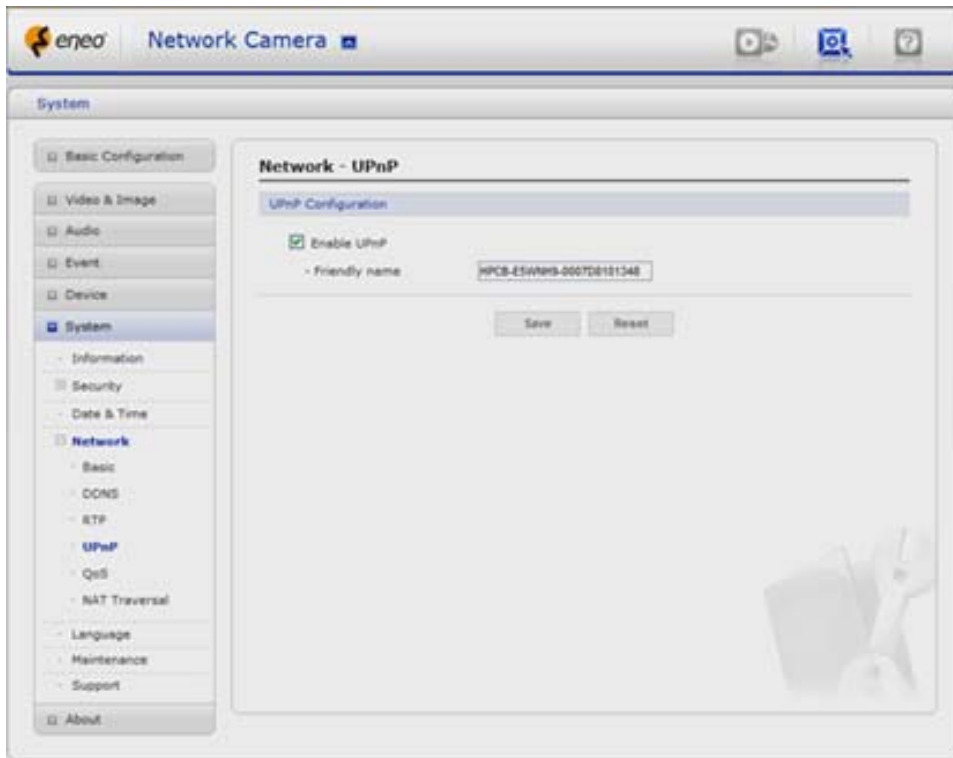 eneo
Network Camera
System
Basic Configuration
Video & Image
Audio
Event
Device
System
Information
Security
Date & Time
Network
Basic
DDNS
RTP
UPnP
QoS
NAT Traversal
Language
Maintenance
Support
About
Network - UPnP
UPnP Configuration
Enable UPnP
- Friendly name
Save
Reset